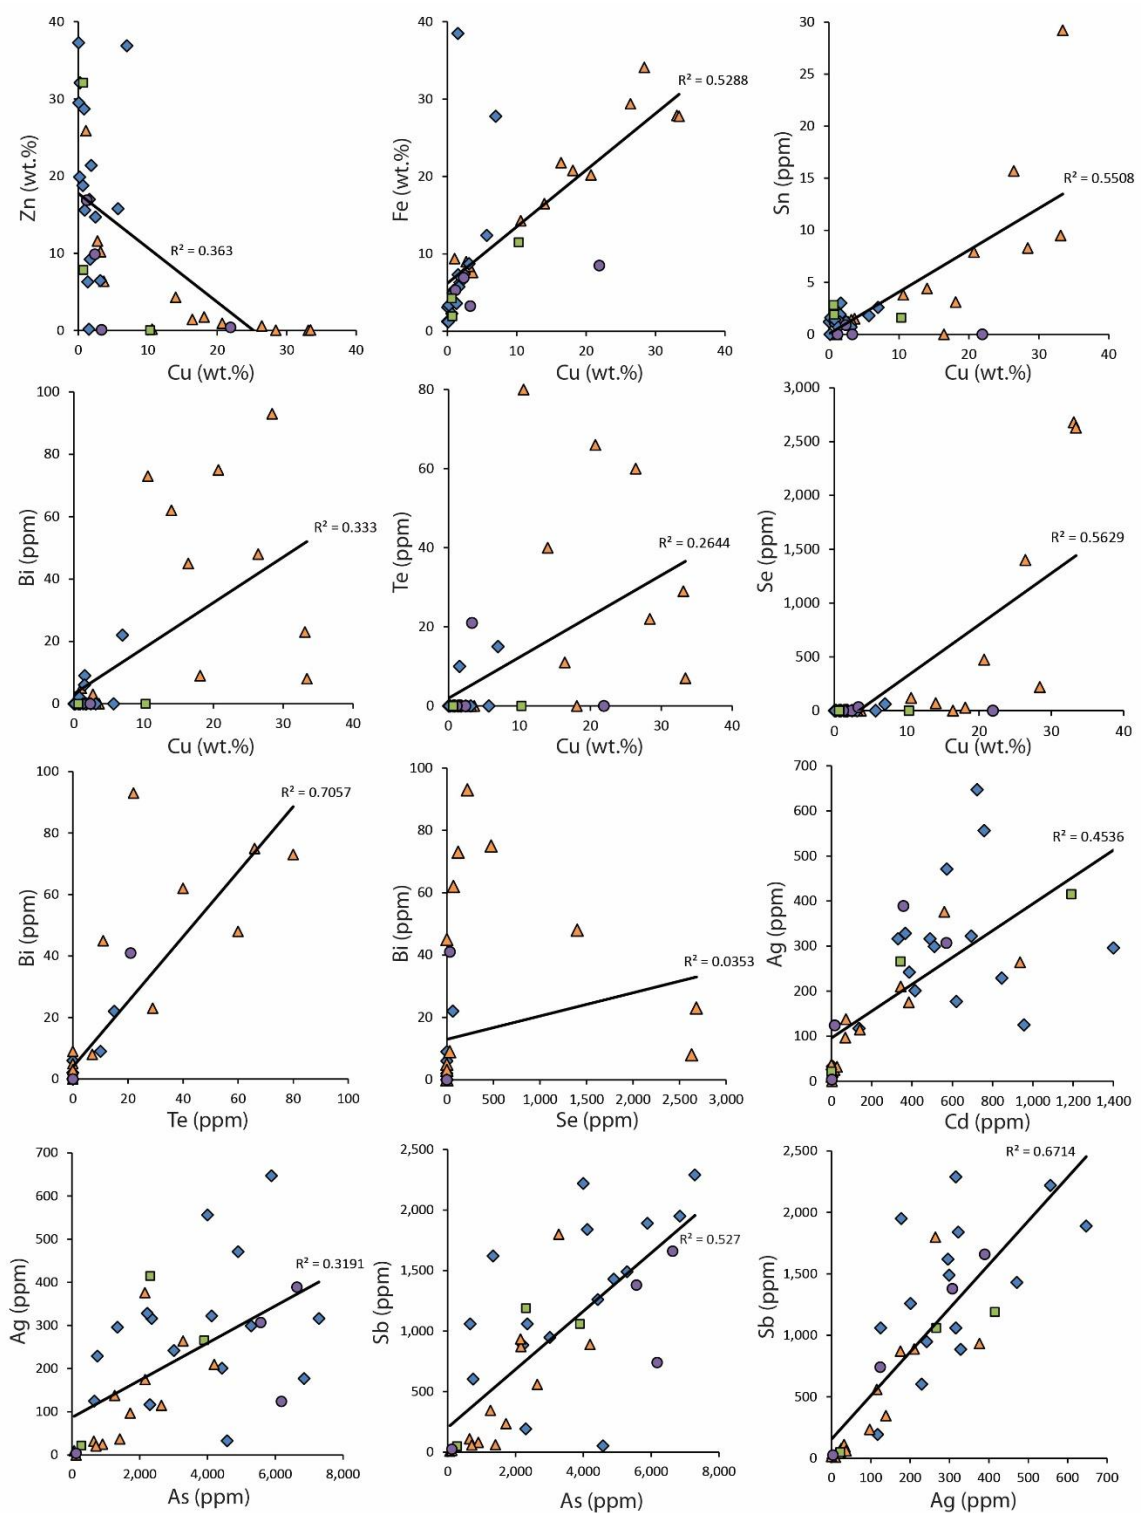 40
30
20
10
0
Zn (wt.%)
R² = 0.363
0 10 20 30 40
Cu (wt.%)
40
30
20
10
0
Fe (wt.%)
R² = 0.5288
0 10 20 30 40
Cu (wt.%)
30
25
20
15
10
5
0
Sn (ppm)
R² = 0.5508
0 10 20 30 40
Cu (wt.%)
100
80
60
40
20
0
Bi (ppm)
R² = 0.333
0 10 20 30 40
Cu (wt.%)
80
60
40
20
0
Te (ppm)
R² = 0.2644
0 10 20 30 40
Cu (wt.%)
3,000
2,500
2,000
1,500
1,000
500
0
Se (ppm)
R² = 0.5629
0 10 20 30 40
Cu (wt.%)
100
80
60
40
20
0
Bi (ppm)
R² = 0.7057
0 20 40 60 80 100
Te (ppm)
100
80
60
40
20
0
Bi (ppm)
R² = 0.0353
0 500 1,000 1,500 2,000 2,500 3,000
Se (ppm)
700
600
500
400
300
200
100
0
Ag (ppm)
R² = 0.4536
0 200 400 600 800 1,000 1,200 1,400
Cd (ppm)
700
600
500
400
300
200
100
0
Ag (ppm)
R² = 0.3191
0 2,000 4,000 6,000 8,000
As (ppm)
2,500
2,000
1,500
1,000
500
0
Sb (ppm)
R² = 0.527
0 2,000 4,000 6,000 8,000
As (ppm)
2,500
2,000
1,500
1,000
500
0
Sb (ppm)
R² = 0.6714
0 100 200 300 400 500 600 700
Ag (ppm)